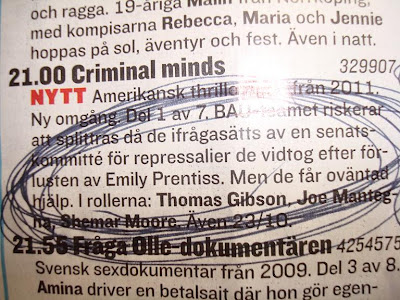 och ragga. 19-åriga Malin från Norrköping,
med kompisarna Rebecca, Maria och Jennie
hoppas på sol, äventyr och fest. Även i natt.
21.00 Criminal minds 329907
NYTT Amerikansk thriller från 2011.
Ny omgång. Del 1 av 7. BAU-teamet riskerar
att splittras då de ifrågasätts av en senats-
kommitté för repressalier de vidtog efter för-
lusten av Emily Prentiss. Men de får oväntad
hjälp. I rollerna: Thomas Gibson, Joe Manteg-
na, Shemar Moore. Även 23/10.
21.55 Fråga Olle-dokumentären 4254575
Svensk sexdokumentär från 2009. Del 3 av 8.
Amina driver en betalsajt där hon gör egen-